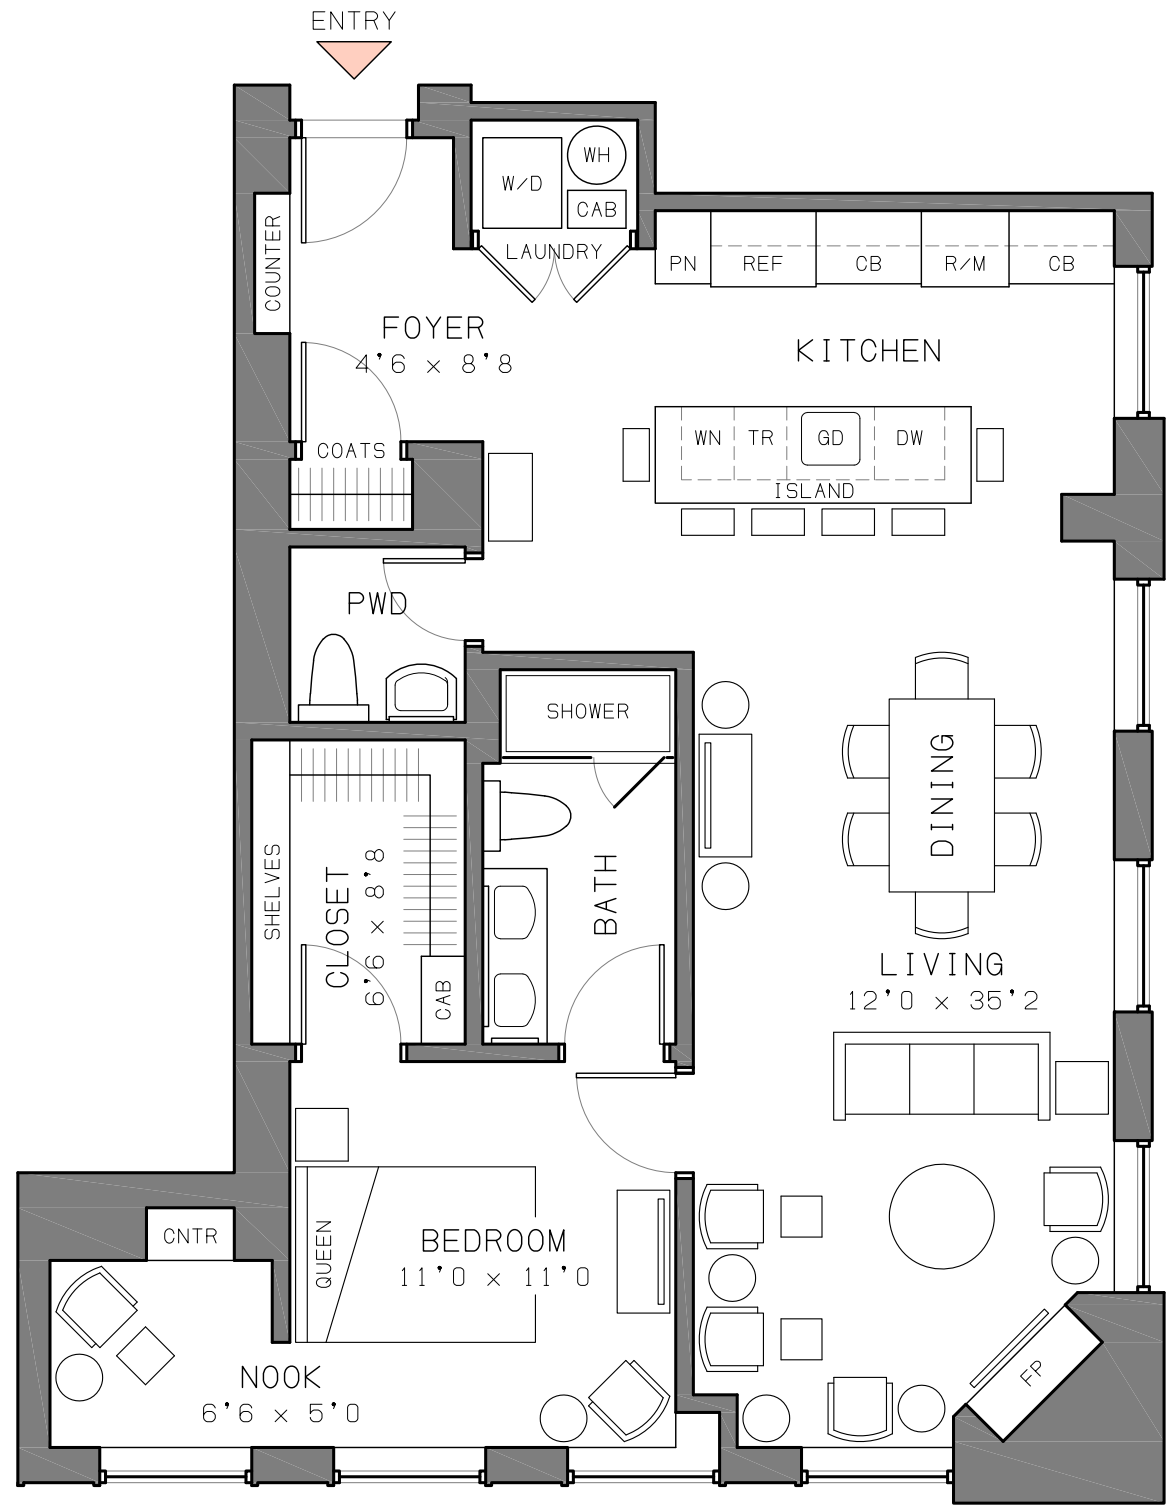 ENTRY
WH
W/D
CAB
LAUNDRY
COUNTER
PN
REF
CB
R/M
CB
FOYER
4'6 x 8'8
KITCHEN
COATS
WN
TR
GD
DW
ISLAND
PWD
SHOWER
DINING
SHELVES
CLOSET
6'6 x 8'8
BATH
CAB
LIVING
12'0 x 35'2
CNTR
QUEEN
BEDROOM
11'0 x 11'0
NOOK
6'6 x 5'0
FP